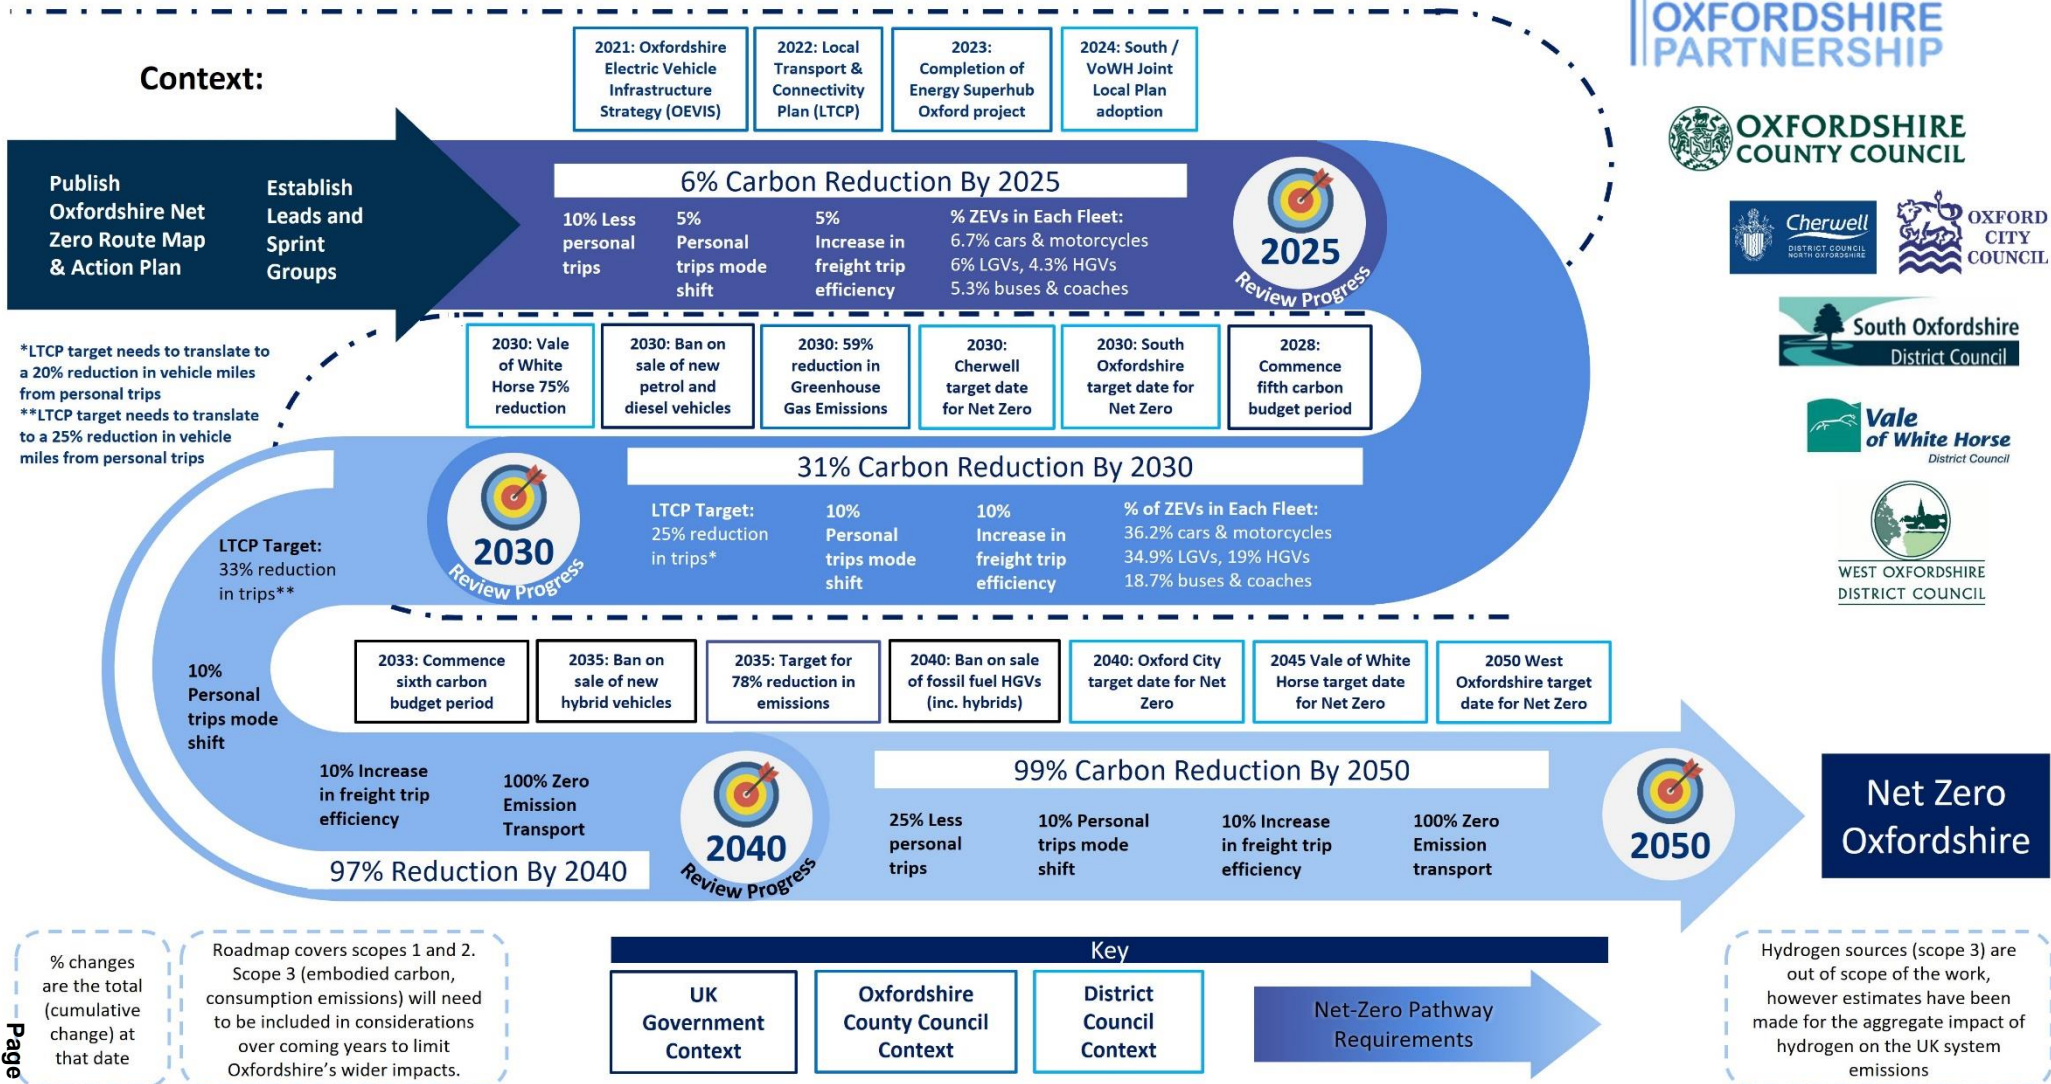 OXFORDSHIRE
PARTNERSHIP
Context:
2021: Oxfordshire
Electric Vehicle
Infrastructure
Strategy (OEVIS)
2022: Local
Transport &
Connectivity
Plan (LTCP)
2023:
Completion of
Energy Superhub
Oxford project
2024: South /
VoWH Joint
Local Plan
adoption
OXFORDSHIRE
COUNTY COUNCIL
Cherwell
DISTRICT COUNCIL
NORTH OXFORDSHIRE
OXFORD
CITY
COUNCIL
South Oxfordshire
District Council
Vale
of White Horse
District Council
WEST OXFORDSHIRE
DISTRICT COUNCIL
Publish
Oxfordshire Net
Zero Route Map
& Action Plan
Establish
Leads and
Sprint
Groups
6% Carbon Reduction By 2025
10% Less
personal
trips
5%
Personal
trips mode
shift
5%
Increase in
freight trip
efficiency
% ZEVs in Each Fleet:
6.7% cars & motorcycles
6% LGVs, 4.3% HGVs
5.3% buses & coaches
2025
Review Progress
*LTCP target needs to translate to
a 20% reduction in vehicle miles
from personal trips
**LTCP target needs to translate
to a 25% reduction in vehicle
miles from personal trips
2030: Vale
of White
Horse 75%
reduction
2030: Ban on
sale of new
petrol and
diesel vehicles
2030: 59%
reduction in
Greenhouse
Gas Emissions
2030:
Cherwell
target date
for Net Zero
2030: South
Oxfordshire
target date for
Net Zero
2028:
Commence
fifth carbon
budget period
31% Carbon Reduction By 2030
2030
Review Progress
LTCP Target:
25% reduction
in trips*
10%
Personal
trips mode
shift
10%
Increase in
freight trip
efficiency
% of ZEVs in Each Fleet:
36.2% cars & motorcycles
34.9% LGVs, 19% HGVs
18.7% buses & coaches
LTCP Target:
33% reduction
in trips**
10%
Personal
trips mode
shift
10% Increase
in freight trip
efficiency
100% Zero
Emission
Transport
97% Reduction By 2040
2033: Commence
sixth carbon
budget period
2035: Ban on
sale of new
hybrid vehicles
2035: Target for
78% reduction in
emissions
2040: Ban on sale
of fossil fuel HGVs
(inc. hybrids)
2040: Oxford City
target date for Net
Zero
2045 Vale of White
Horse target date
for Net Zero
2050 West
Oxfordshire target
date for Net Zero
2040
Review Progress
99% Carbon Reduction By 2050
25% Less
personal
trips
10% Personal
trips mode
shift
10% Increase
in freight trip
efficiency
100% Zero
Emission
transport
2050
Net Zero
Oxfordshire
% changes
are the total
(cumulative
change) at
that date
Roadmap covers scopes 1 and 2.
Scope 3 (embodied carbon,
consumption emissions) will need
to be included in considerations
over coming years to limit
Oxfordshire's wider impacts.
Key
UK
Government
Context
Oxfordshire
County Council
Context
District
Council
Context
Net-Zero Pathway
Requirements
Hydrogen sources (scope 3) are
out of scope of the work,
however estimates have been
made for the aggregate impact of
hydrogen on the UK system
emissions
Page